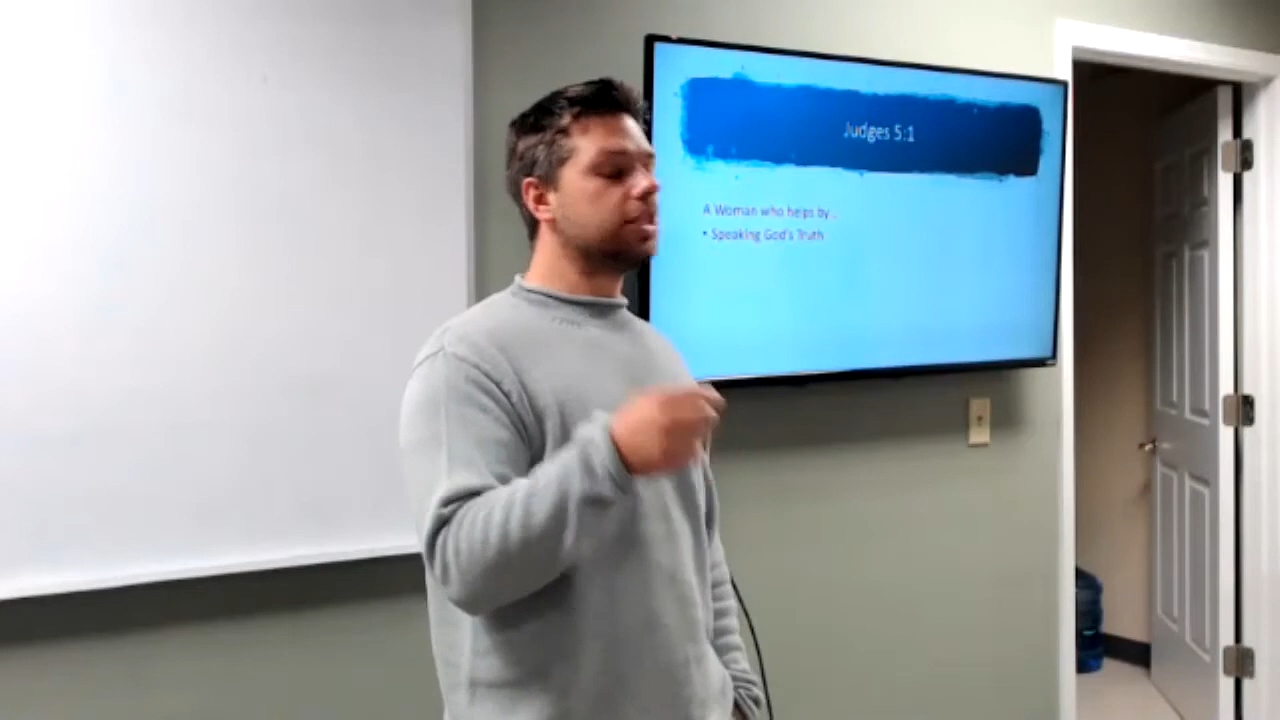 Judges 5:1
A Woman who helps by...
• Speaking God's Truth